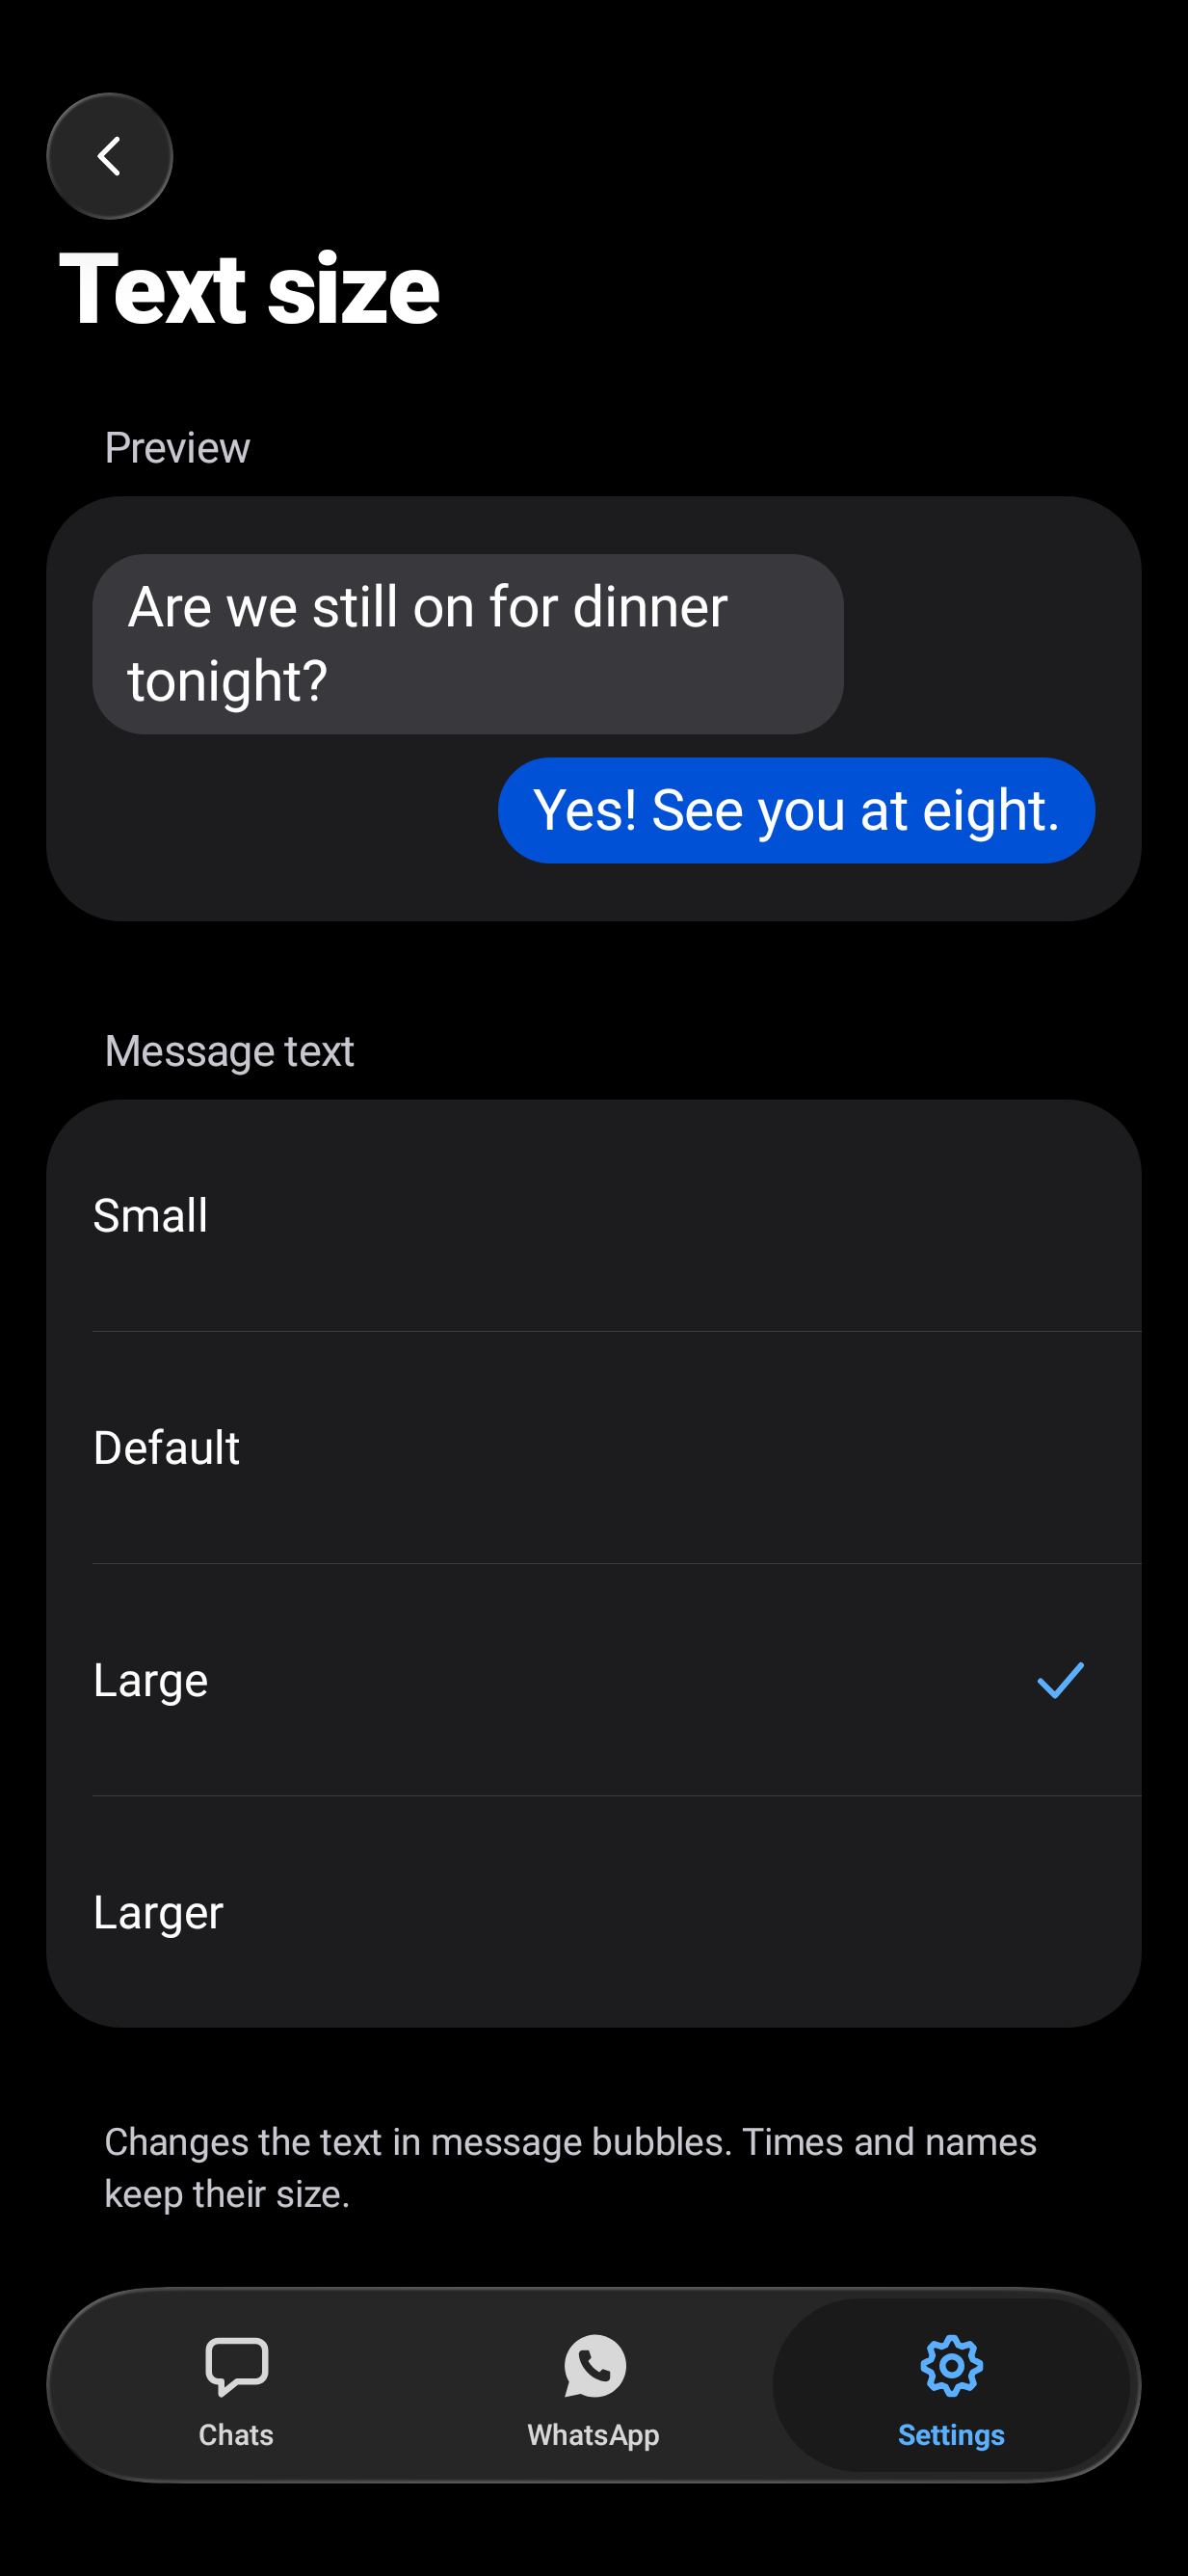 Text size
Preview
Are we still on for dinner
tonight?
Yes! See you at eight.
Message text
Small
Default
Large
Larger
Changes the text in message bubbles. Times and names
keep their size.
Chats
WhatsApp
Settings